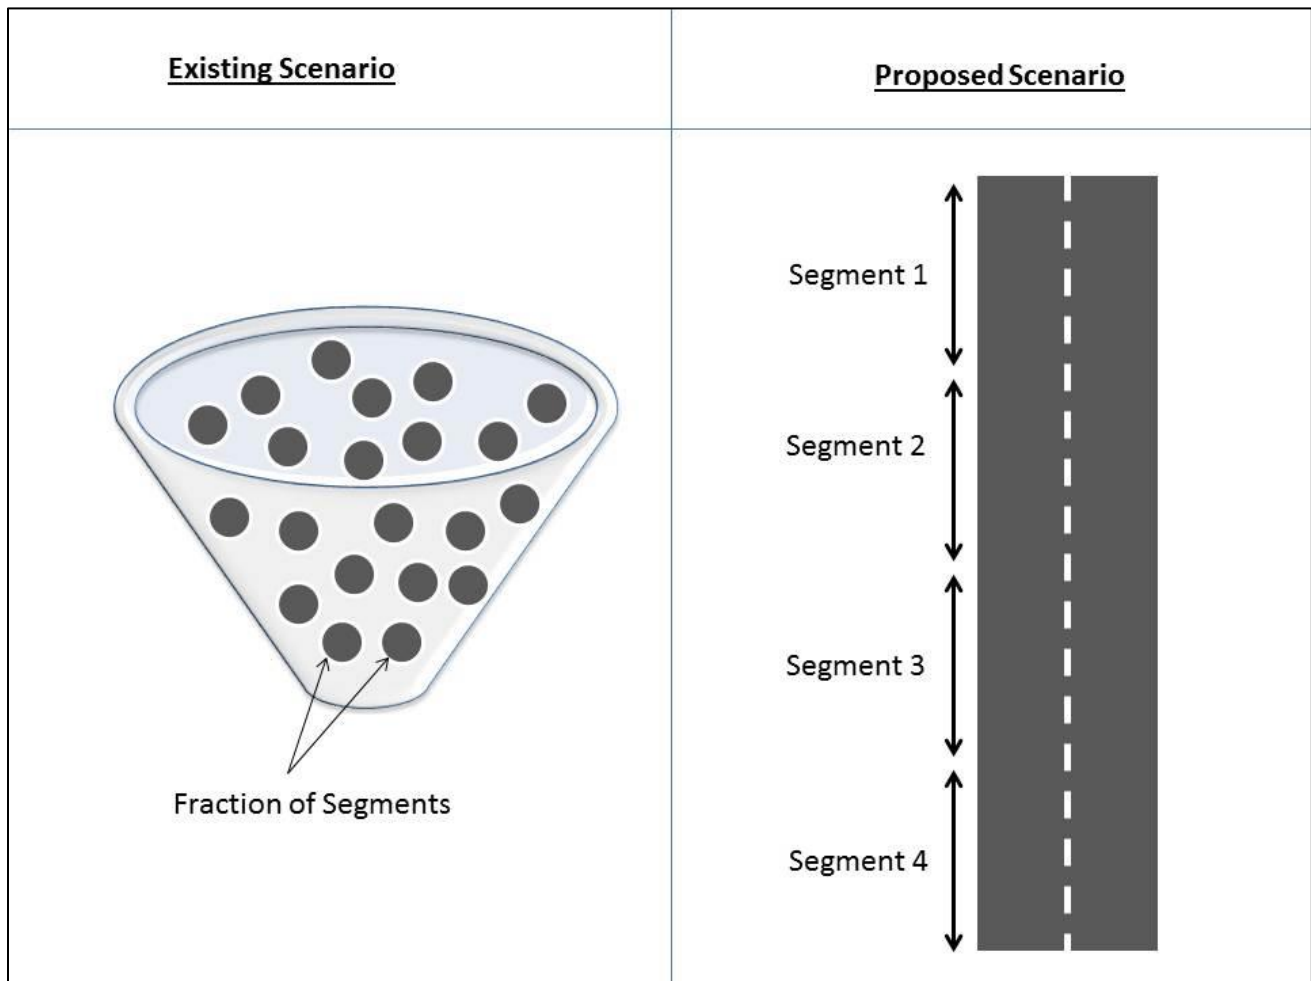 Existing Scenario
Proposed Scenario
Fraction of Segments
Segment 1
Segment 2
Segment 3
Segment 4